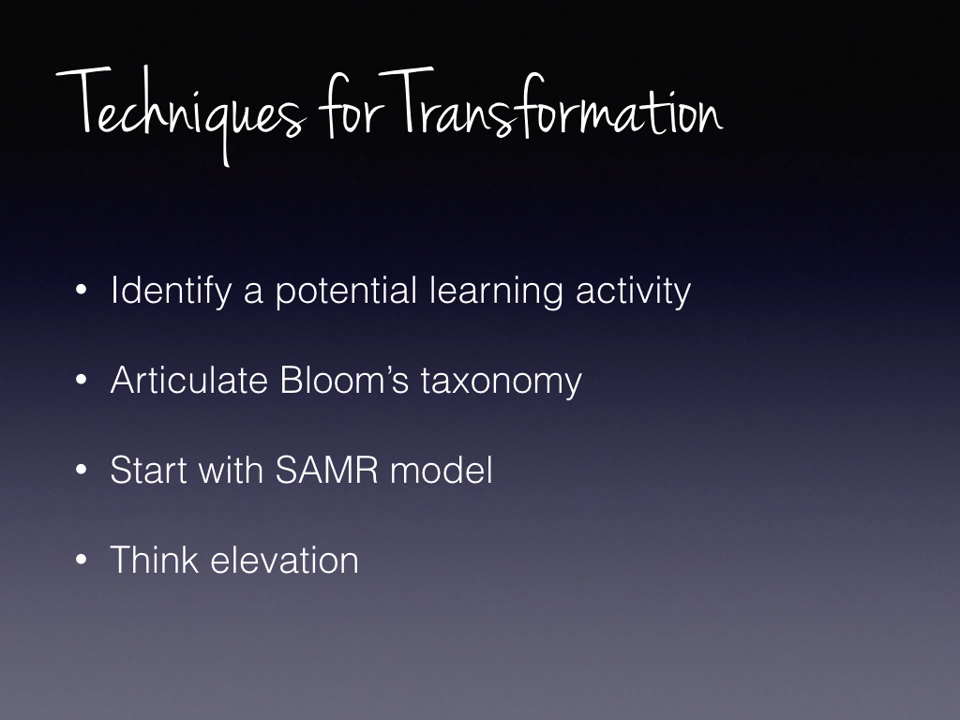 Techniques for Transformation
• Identify a potential learning activity
• Articulate Bloom’s taxonomy
• Start with SAMR model
• Think elevation